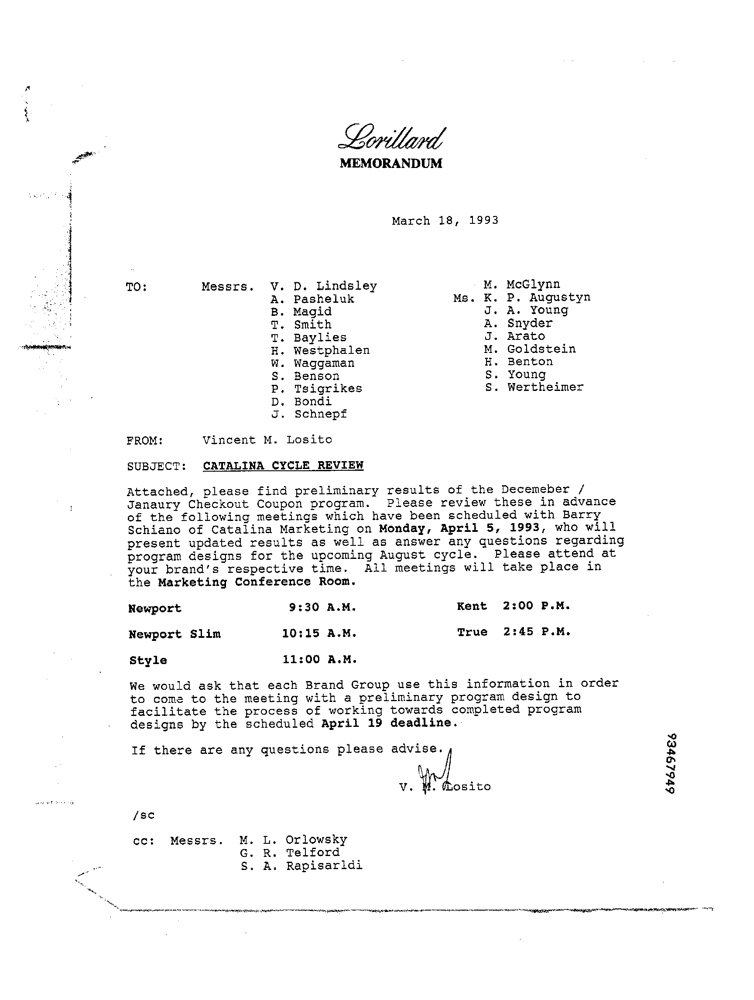 Lorillard
MEMORANDUM
March 18, 1993
TO: Messrs. V. D. Lindsley
A. Pasheluk
B. Magid
T. Smith
T. Baylies
H. Westphalen
W. Waggaman
S. Benson
P. Tsigrikes
D. Bondi
J. Schnepf
M. McGlynn
Ms. K. P. Augustyn
J. A. Young
A. Snyder
J. Arato
M. Goldstein
H. Benton
S. Young
S. Wertheimer
FROM: Vincent M. Losito
SUBJECT: CATALINA CYCLE REVIEW
Attached, please find preliminary results of the Decemeber /
Janaury Checkout Coupon program. Please review these in advance
of the following meetings which have been scheduled with Barry
Schiano of Catalina Marketing on Monday, April 5, 1993, who will
present updated results as well as answer any questions regarding
program designs for the upcoming August cycle. Please attend at
your brand's respective time. All meetings will take place in
the Marketing Conference Room.
Newport 9:30 A.M. Kent 2:00 P.M.
Newport Slim 10:15 A.M. True 2:45 P.M.
Style 11:00 A.M.
We would ask that each Brand Group use this information in order
to come to the meeting with a preliminary program design to
facilitate the process of working towards completed program
designs by the scheduled April 19 deadline.
If there are any questions please advise.
V. M. Losito
/sc
cc: Messrs. M. L. Orlowsky
G. R. Telford
S. A. Rapisarldi
93467949